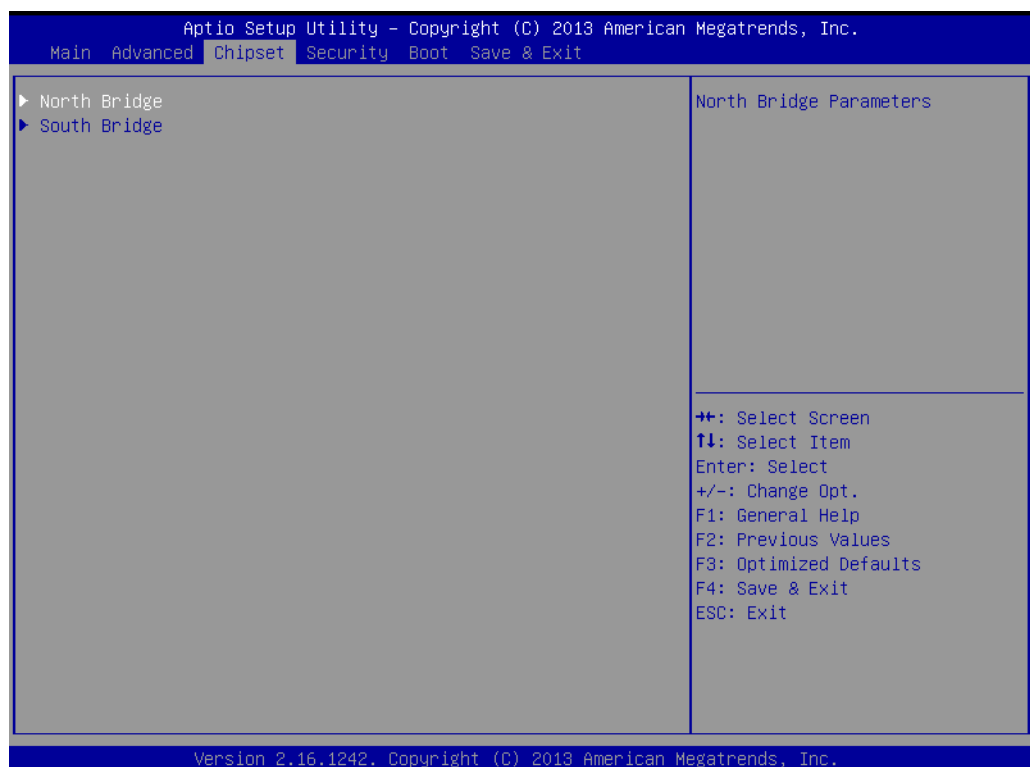 Aptio Setup Utility – Copyright (C) 2013 American Megatrends, Inc.
Main Advanced Chipset Security Boot Save & Exit
▶ North Bridge
▶ South Bridge
North Bridge Parameters
→←: Select Screen
↑↓: Select Item
Enter: Select
+/-: Change Opt.
F1: General Help
F2: Previous Values
F3: Optimized Defaults
F4: Save & Exit
ESC: Exit
Version 2.16.1242. Copyright (C) 2013 American Megatrends, Inc.